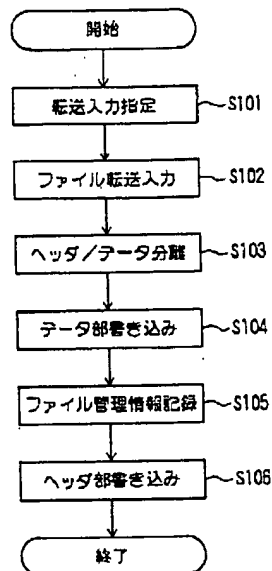 開始
転送入力指定
S101
ファイル転送入力
S102
ヘッダ／データ分離
S103
データ部書き込み
S104
ファイル管理情報記録
S105
ヘッダ部書き込み
S106
終了